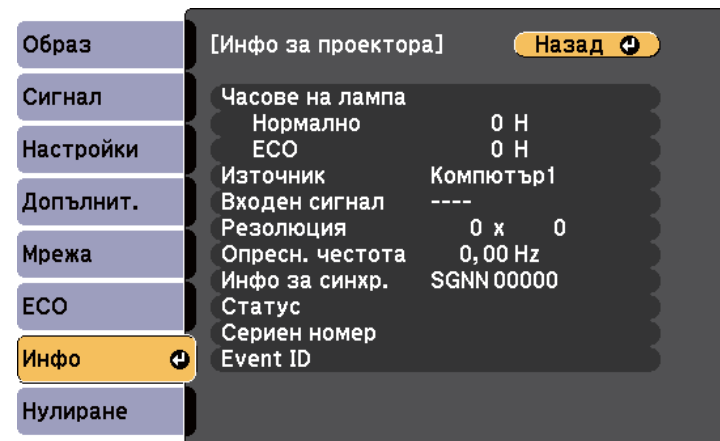 Образ
Сигнал
Настройки
Допълнит.
Мрежа
ECO
Инфо
Нулиране
[Инфо за проектора] Назад
Часове на лампа
Нормално 0 H
ECO 0 H
Източник Компютър1
Входен сигнал ----
Резолюция 0 x 0
Опресн. честота 0,00 Hz
Инфо за синхр. SGNN 00000
Статус
Сериен номер
Event ID